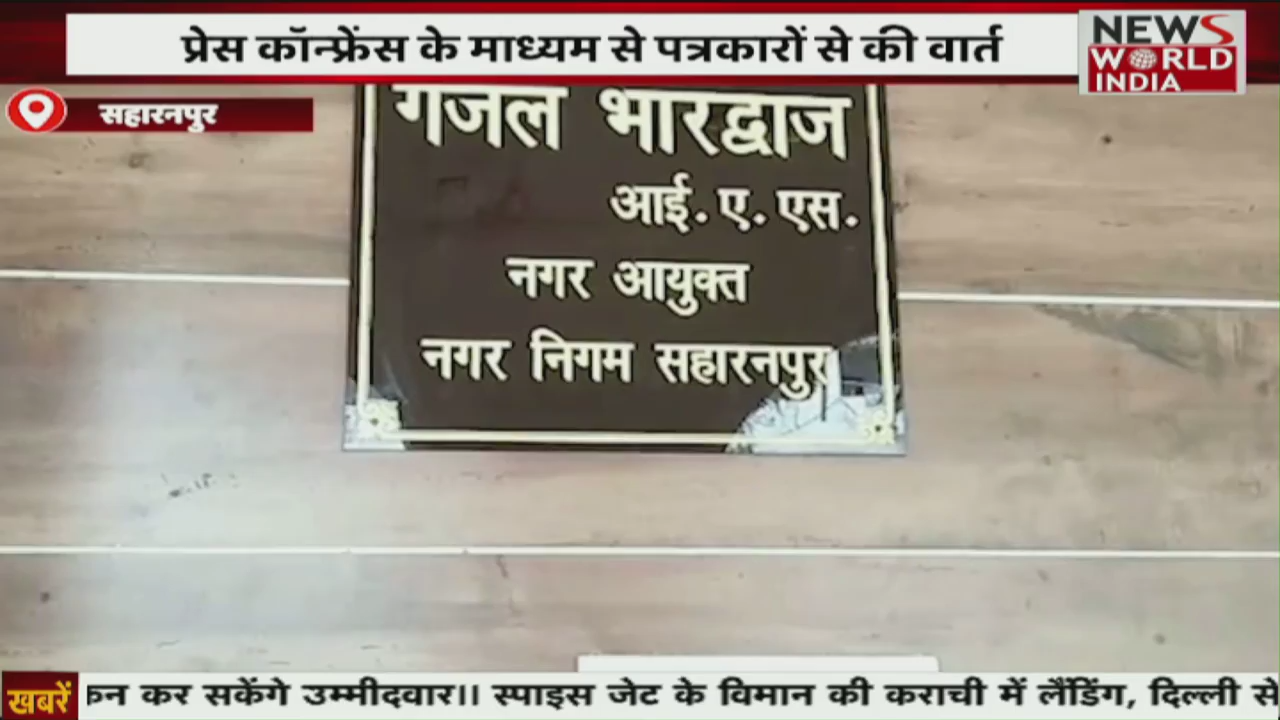 प्रेस कॉन्फ्रेंस के माध्यम से पत्रकारों से की वार्त
NEWS
WORLD
INDIA
सहारनपुर
गजल भारद्वाज
आई. ए. एस.
नगर आयुक्त
नगर निगम सहारनपुर
खबरें
कर सकेंगे उम्मीदवार।। स्पाइस जेट के विमान की कराची में लैंडिंग, दिल्ली से